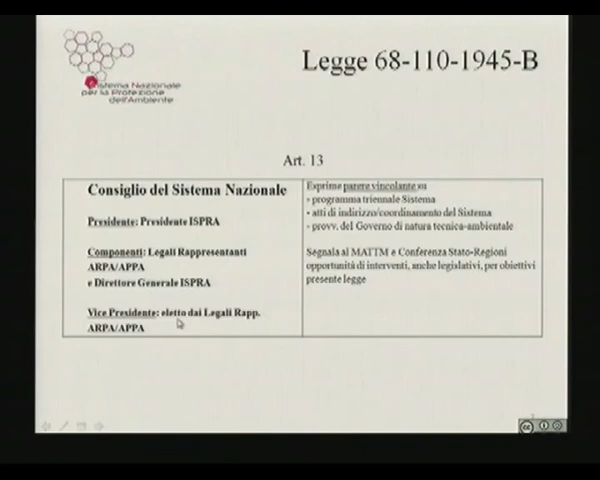 Sistema Nazionale
per la Protezione
dell'Ambiente
Legge 68-110-1945-B
Art. 13
Consiglio del Sistema Nazionale
Presidente: Presidente ISPRA
Componenti: Legali Rappresentanti
ARPA/APPA
e Direttore Generale ISPRA
Vice Presidente: eletto dai Legali Rapp.
ARPA/APPA
Esprime parere vincolante su
- programma triennale Sistema
- atti di indirizzo/coordinamento del Sistema
- provv. del Governo di natura tecnica-ambientale
Segnala al MATTM e Conferenza Stato-Regioni
opportunità di interventi, anche legislativi, per obiettivi
presente legge
cc